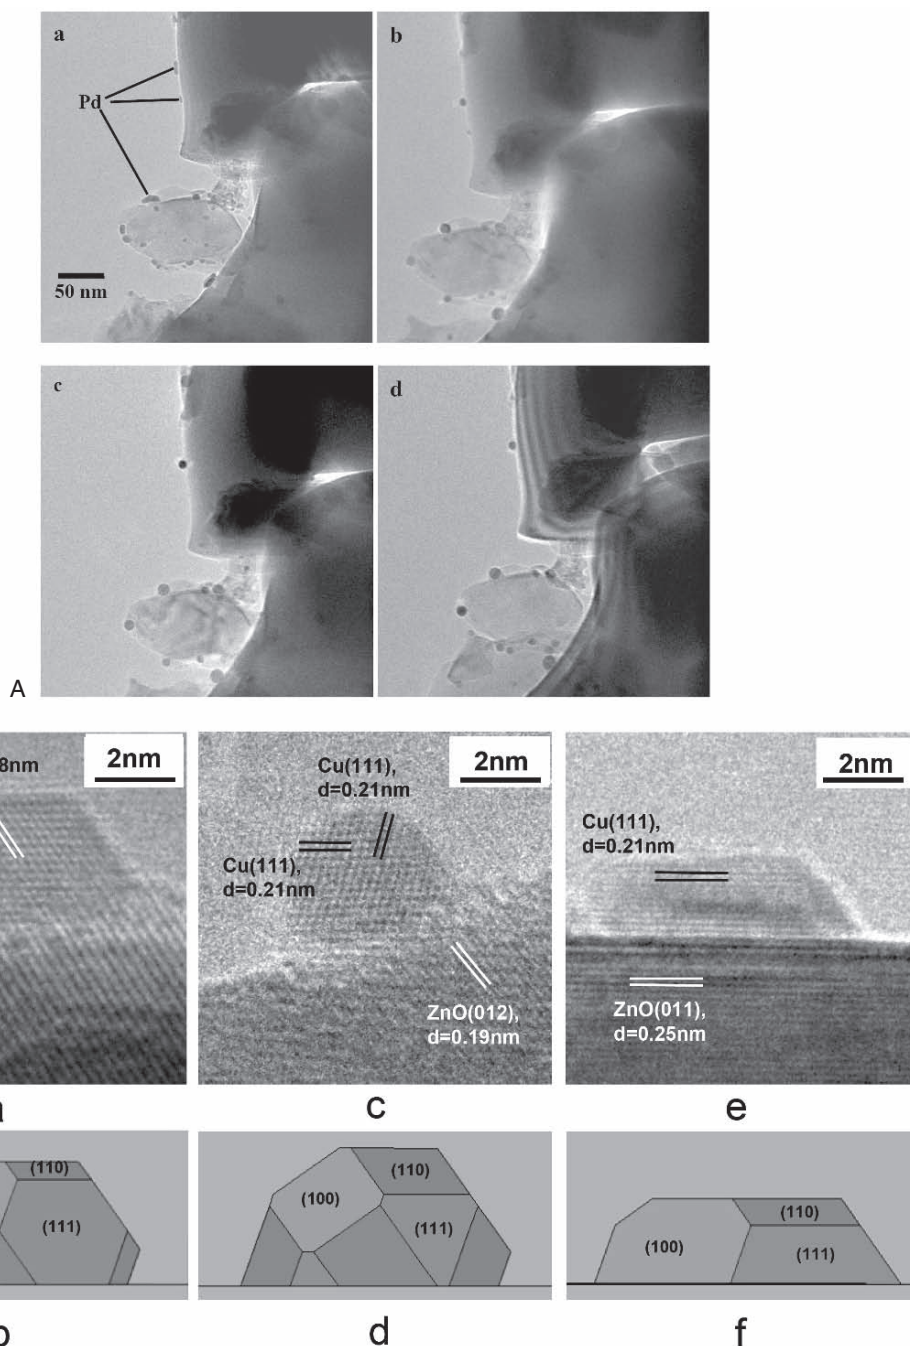 a
b
Pd
50 nm
c
d
A
8nm
2nm
Cu(111),
d=0.21nm
Cu(111),
d=0.21nm
ZnO(012),
d=0.19nm
2nm
Cu(111),
d=0.21nm
ZnO(011),
d=0.25nm
2nm
c
e
(110)
(111)
(100)
(110)
(111)
(100)
(110)
(111)
b
d
f